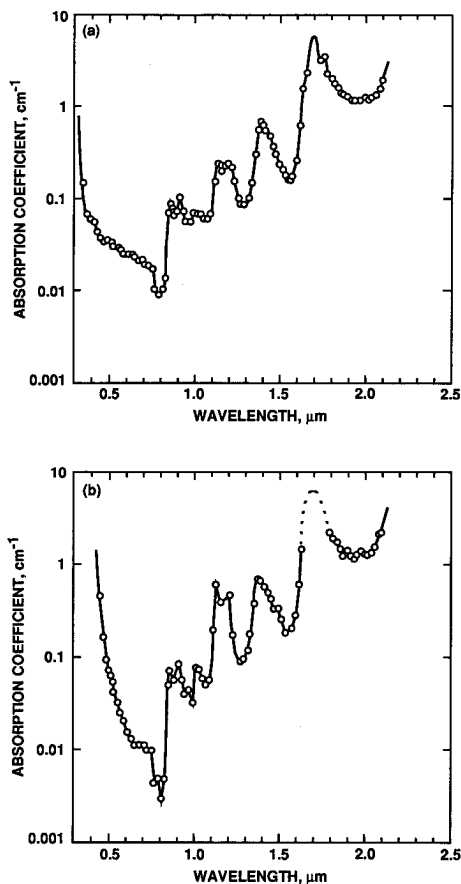 (a)
10
1
0.1
0.01
0.001
ABSORPTION COEFFICIENT, cm⁻¹
0.5 1.0 1.5 2.0 2.5
WAVELENGTH, μm
(b)
10
1
0.1
0.01
0.001
ABSORPTION COEFFICIENT, cm⁻¹
0.5 1.0 1.5 2.0 2.5
WAVELENGTH, μm